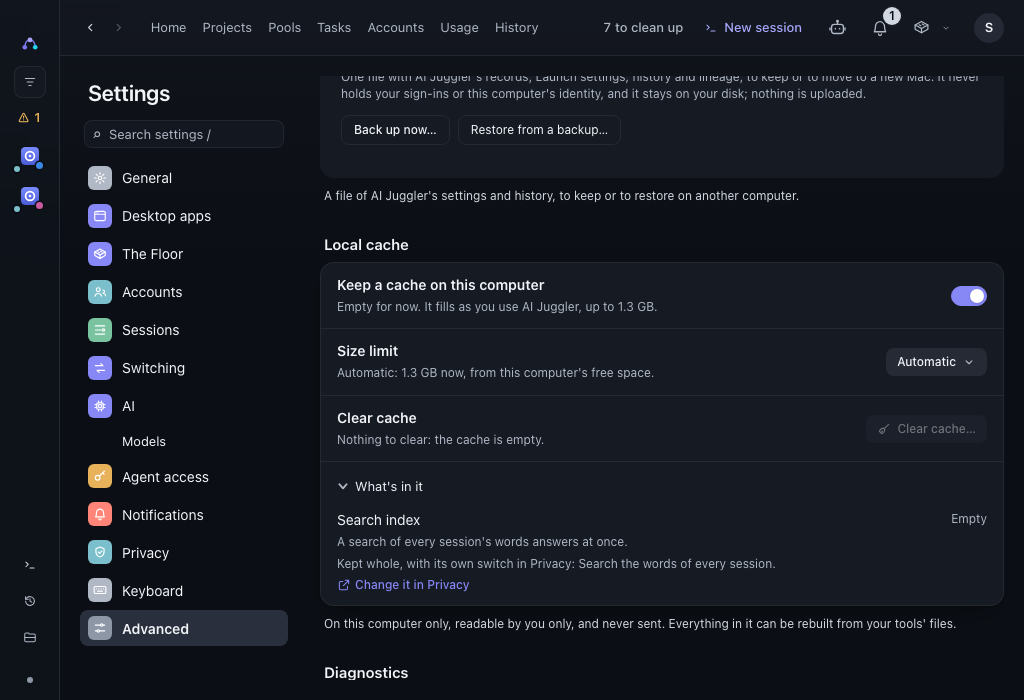 Home Projects Pools Tasks Accounts Usage History 7 to clean up New session 1 S
1
Settings
Search settings /
General
Desktop apps
The Floor
Accounts
Sessions
Switching
AI
Models
Agent access
Notifications
Privacy
Keyboard
Advanced
One file with AI Juggler's records, Launch settings, history and lineage, to keep or to move to a new Mac. It never
holds your sign-ins or this computer's identity, and it stays on your disk; nothing is uploaded.
Back up now... Restore from a backup...
A file of AI Juggler's settings and history, to keep or to restore on another computer.
Local cache
Keep a cache on this computer
Empty for now. It fills as you use AI Juggler, up to 1.3 GB.
Size limit
Automatic: 1.3 GB now, from this computer's free space.
Automatic
Clear cache
Nothing to clear: the cache is empty.
Clear cache...
What's in it
Search index
Empty
A search of every session's words answers at once.
Kept whole, with its own switch in Privacy: Search the words of every session.
Change it in Privacy
On this computer only, readable by you only, and never sent. Everything in it can be rebuilt from your tools' files.
Diagnostics